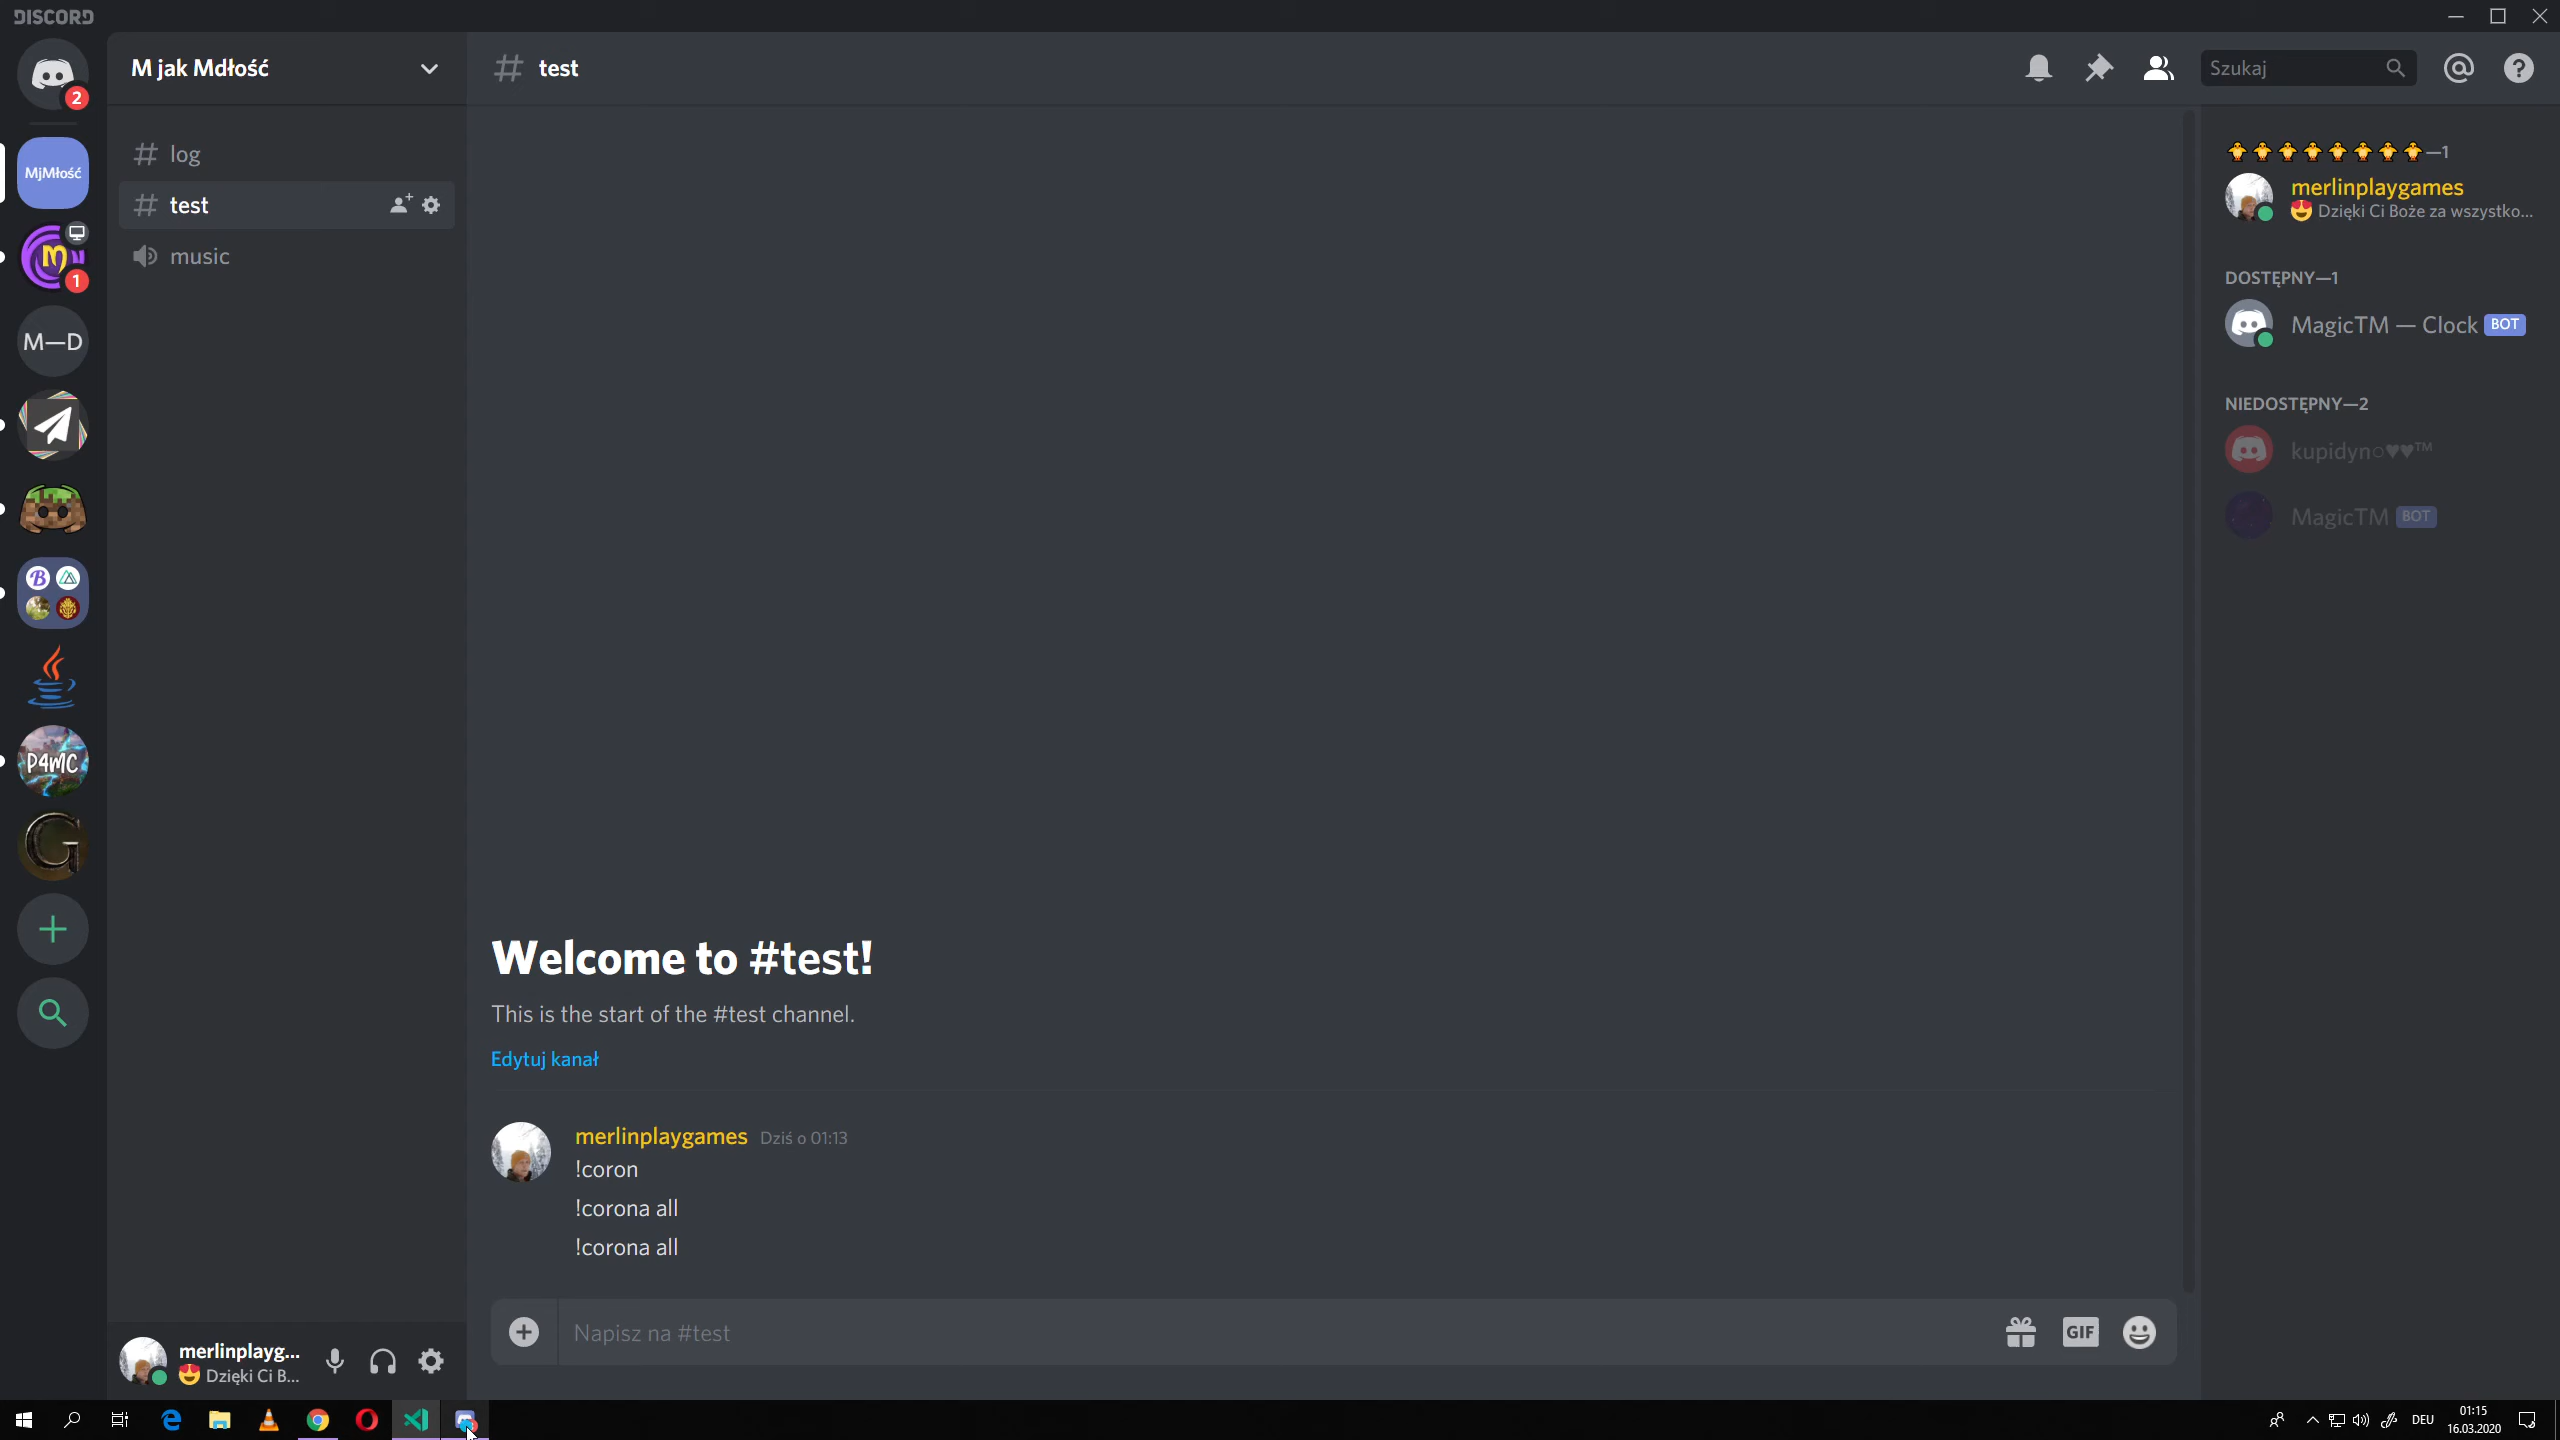 DISCORD
2
MjMłość
1
M—D
P4MC
G
M jak Mdłość
log
test
music
merlinplayg...
😍 Dzięki Ci B...
# test
Szukaj
Welcome to #test!
This is the start of the #test channel.
Edytuj kanał
merlinplaygames Dziś o 01:13
!coron
!corona all
!corona all
Napisz na #test
GIF
—1
merlinplaygames
😍 Dzięki Ci Boże za wszystko...
DOSTĘPNY—1
MagicTM — Clock BOT
NIEDOSTĘPNY—2
kupidyn○♥♥™
MagicTM BOT
DEU
01:15
16.03.2020